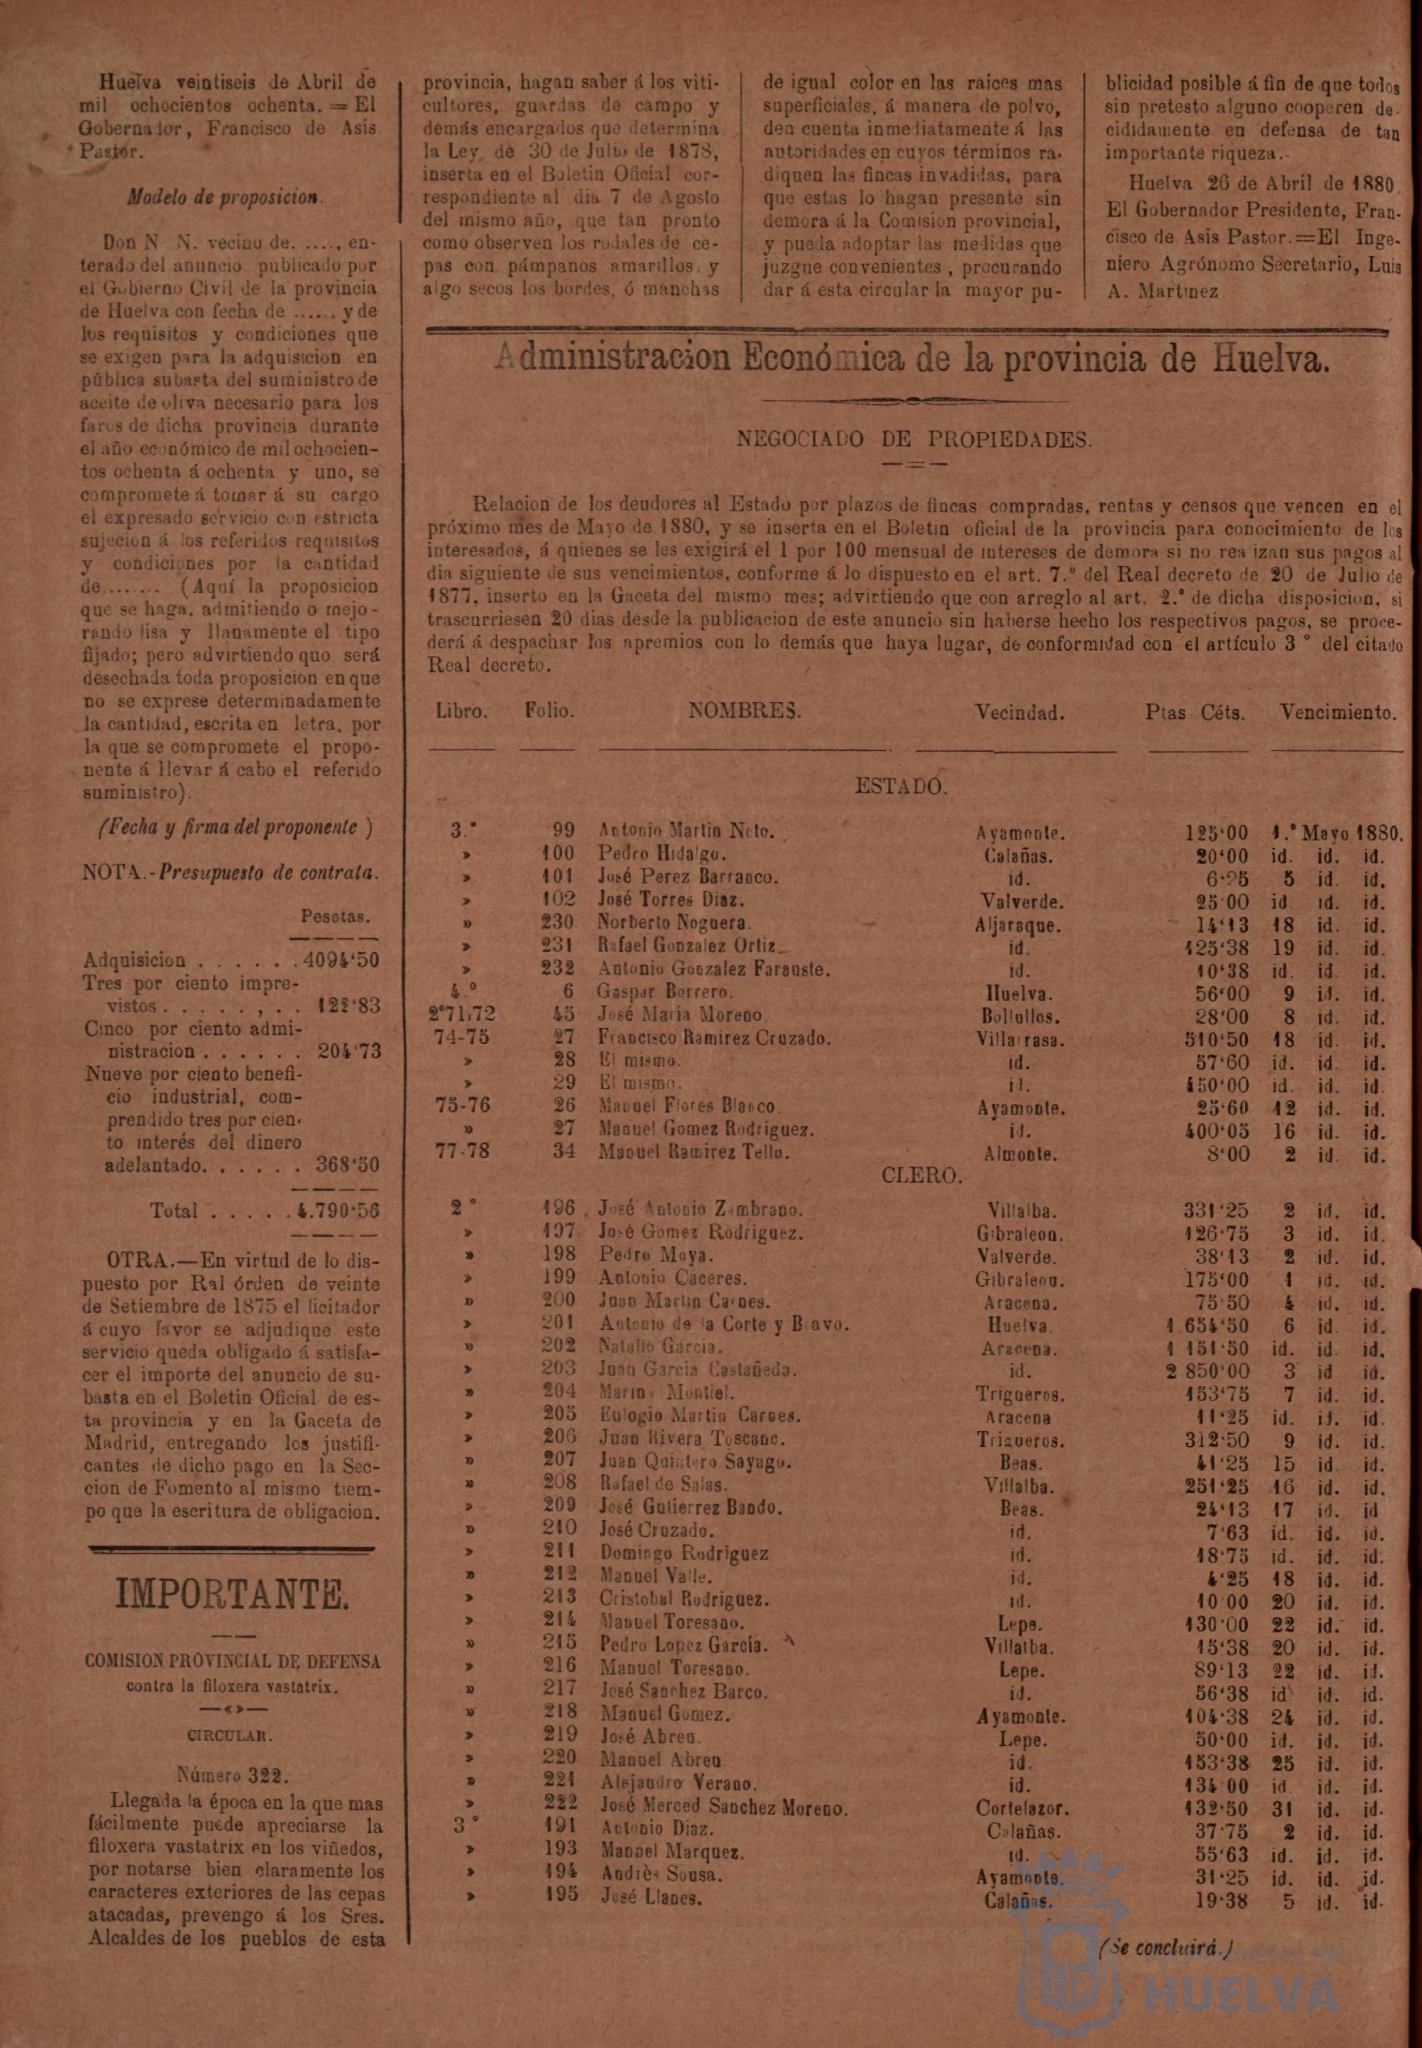 Huelva veintiseis de Abril de
mil ochocientos ochenta. = El
Gobernador, Francisco de Asis
Pastor.
Modelo de proposicion.
Don N. N. vecino de. ...., en-
terado del anuncio publicado por
el Gobierno Civil de la provincia
de Huelva con fecha de ...... y de
los requisitos y condiciones que
se exigen para la adquisicion en
pública subasta del suministro de
aceite de oliva necesario para los
faros de dicha provincia durante
el año económico de mil ochocien-
tos ochenta á ochenta y uno, se
compromete á tomar á su cargo
el expresado servicio con estricta
sujecion á los referidos requisitos
y condiciones por la cantidad
de....... (Aquí la proposicion
que se haga, admitiendo o mejo-
rando lisa y llanamente el tipo
fijado; pero advirtiendo quo será
desechada toda proposicion en que
no se exprese determinadamente
la cantidad, escrita en letra, por
la que se compromete el propo-
nente á llevar á cabo el referido
suministro).
(Fecha y firma del proponente )
NOTA.-Presupuesto de contrata.
Pesetas.
Adquisicion . . . . . . 4094'50
Tres por ciento impre-
vistos . . . . . , . . 122'83
Cinco por ciento admi-
nistracion . . . . . . 204'73
Nueve por ciento benefi-
cio industrial, com-
prendido tres por cien-
to interés del dinero
adelantado. . . . . . 368'50
Total . . . . . 4.790'56
OTRA.—En virtud de lo dis-
puesto por Ral órden de veinte
de Setiembre de 1875 el licitador
á cuyo favor se adjudique este
servicio queda obligado á satisfa-
cer el importe del anuncio de su-
basta en el Boletin Oficial de es-
ta provincia y en la Gaceta de
Madrid, entregando los justifi-
cantes de dicho pago en la Sec-
cion de Fomento al mismo tiem-
po que la escritura de obligacion.
IMPORTANTE.
COMISION PROVINCIAL DE DEFENSA
contra la filoxera vastatrix.
CIRCULAR.
Número 322.
Llegada la época en la que mas
fácilmente puede apreciarse la
filoxera vastatrix en los viñedos,
por notarse bien claramente los
caracteres exteriores de las cepas
atacadas, prevengo á los Sres.
Alcaldes de los pueblos de esta
provincia, hagan saber á los viti-
cultores, guardas de campo y
demás encargados que determina
la Ley de 30 de Julio de 1878,
inserta en el Boletin Oficial cor-
respondiente al dia 7 de Agosto
del mismo año, que tan pronto
como observen los rodales de ce-
pas con pámpanos amarillos y
algo secos los bordes, ó manchas
de igual color en las raices mas
superficiales, á manera de polvo,
den cuenta inmediatamente á las
autoridades en cuyos términos ra-
diquen las fincas invadidas, para
que estas lo hagan presente sin
demora á la Comision provincial,
y pueda adoptar las medidas que
juzgue convenientes , procurando
dar á esta circular la mayor pu-
blicidad posible á fin de que todos
sin pretesto alguno cooperen de-
cididamente en defensa de tan
importante riqueza.
Huelva 26 de Abril de 1880.
El Gobernador Presidente, Fran-
cisco de Asis Pastor.=El Inge-
niero Agrónomo Secretario, Luis
A. Martinez
Administracion Económica de la provincia de Huelva.
NEGOCIADO DE PROPIEDADES.
Relacion de los deudores al Estado por plazos de fincas compradas, rentas y censos que vencen en el
próximo mes de Mayo de 1880, y se inserta en el Boletin oficial de la provincia para conocimiento de los
interesados, á quienes se les exigirá el 1 por 100 mensual de intereses de demora si no rea izan sus pagos al
dia siguiente de sus vencimientos, conforme á lo dispuesto en el art. 7.º del Real decreto de 20 de Julio de
1877, inserto en la Gaceta del mismo mes; advirtiendo que con arreglo al art. 2.º de dicha disposicion, si
trascurriesen 20 dias desde la publicacion de este anuncio sin haberse hecho los respectivos pagos, se proce-
derá á despachar los apremios con lo demás que haya lugar, de conformidad con el artículo 3 º del citado
Real decreto.
Libro. Folio. NOMBRES. Vecindad. Ptas Céts. Vencimiento.
ESTADO.
3.º 99 Antonio Martin Neto. Ayamonte. 125'00 1.º Mayo 1880.
» 100 Pedro Hidalgo. Calañas. 20'00 id. id. id.
» 101 José Perez Barranco. id. 6'25 5 id. id.
» 102 José Torres Diaz. Valverde. 25'00 id. id. id.
» 230 Norberto Noguera. Aljaraque. 14'13 18 id. id.
» 231 Rafael Gonzalez Ortiz id. 125'38 19 id. id.
» 232 Antonio Gonzalez Farauste. id. 10'38 id. id. id.
4.º 6 Gaspar Borrero. Huelva. 56'00 9 id. id.
2º71.72 45 José María Moreno Bollullos. 28'00 8 id. id.
74-75 27 Francisco Ramirez Cruzado. Villarrasa. 510'50 18 id. id.
» 28 El mismo. id. 57'60 id. id. id.
» 29 El mismo. id. 450'00 id. id. id.
75-76 26 Manuel Flores Blanco. Ayamonte. 25'60 12 id. id.
» 27 Manuel Gomez Rodriguez. id. 400'05 16 id. id.
77-78 34 Manuel Ramirez Tello. Almonte. 8'00 2 id. id.
CLERO.
2 º 196 José Antonio Zambrano. Villalba. 331'25 2 id. id.
» 197 José Gomez Rodriguez. Gibraleon. 126'75 3 id. id.
» 198 Pedro Moya. Valverde. 38'13 2 id. id.
» 199 Antonio Caceres. Gibraleon. 175'00 1 id. id.
» 200 Juan Martin Carnes. Aracena. 75'50 4 id. id.
» 201 Antonio de la Corte y Bravo. Huelva. 1.654'50 6 id. id.
» 202 Natalio Garcia. Aracena. 1 151'50 id. id. id.
» 203 Juan Garcia Castañeda. id. 2 850'00 3 id id.
» 204 Mario Montiel. Trigueros. 153'75 7 id. id.
» 205 Eulogio Martin Carnes. Aracena 11'25 id. id. id.
» 206 Juan Rivera Toscano. Trigueros. 312'50 9 id. id.
» 207 Juan Quintero Sayago. Beas. 41'25 15 id. id.
» 208 Rafael de Salas. Villalba. 251'25 16 id. id.
» 209 José Gutierrez Bando. Beas. 24'13 17 id. id
» 210 José Cruzado. id. 7'63 id. id. id.
» 211 Domingo Rodriguez id. 18'75 id. id. id.
» 212 Manuel Valle. id. 4'25 18 id. id.
» 213 Cristobal Rodriguez. id. 10 00 20 id. id.
» 214 Manuel Toresano. Lepe. 130'00 22 id. id.
» 215 Pedro Lopez García. Villalba. 15'38 20 id. id.
» 216 Manuel Toresano. Lepe. 89'13 22 id. id.
» 217 José Sanchez Barco. id. 56'38 id id. id.
» 218 Manuel Gomez. Ayamonte. 104'38 24 id. id.
» 219 José Abreu. Lepe. 50'00 id. id. id.
» 220 Manuel Abreu id. 153'38 25 id. id.
» 221 Alejandro Verano. id. 134 00 id. id. id.
» 222 José Merced Sanchez Moreno. Cortelazor. 132'50 31 id. id.
3 º 191 Antonio Diaz. Calañas. 37'75 2 id. id.
» 193 Manuel Marquez. id. 55'63 id. id. id.
» 194 Andrès Sousa. Ayamonte. 31'25 id. id. id.
» 195 José Llanes. Calañas. 19'38 5 id. id.
(Se concluirá.)
HUELVA